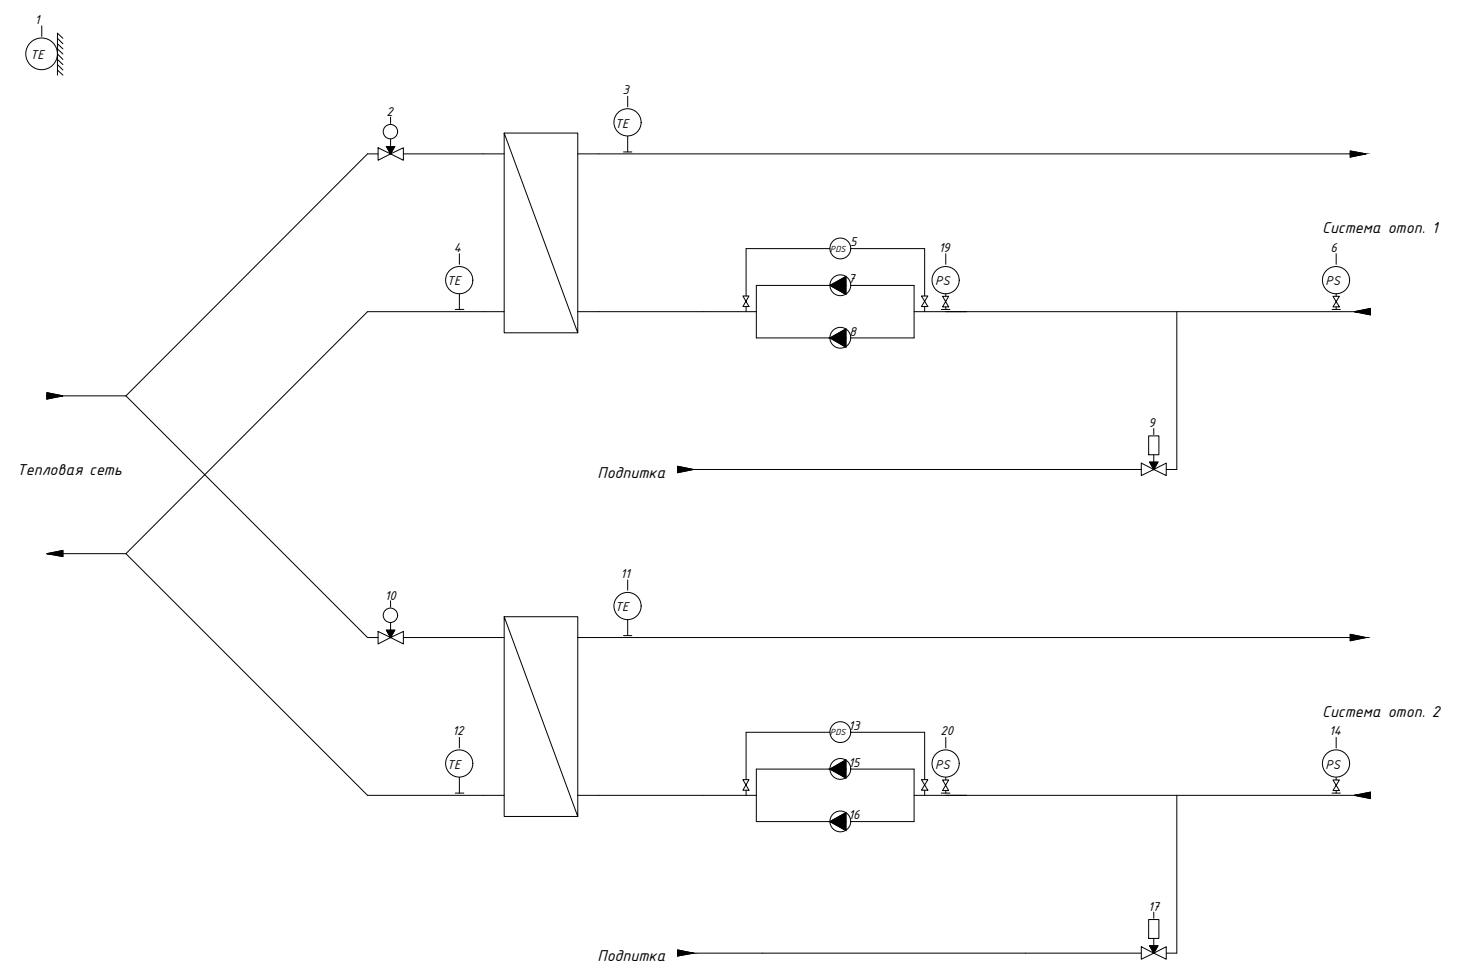 1
TE
2
3
TE
Система отоп. 1
4
TE
PDS
5
7
8
19
PS
6
PS
9
Тепловая сеть
Подпитка
10
11
TE
Система отоп. 2
12
TE
PDS
13
15
16
20
PS
14
PS
17
Подпитка